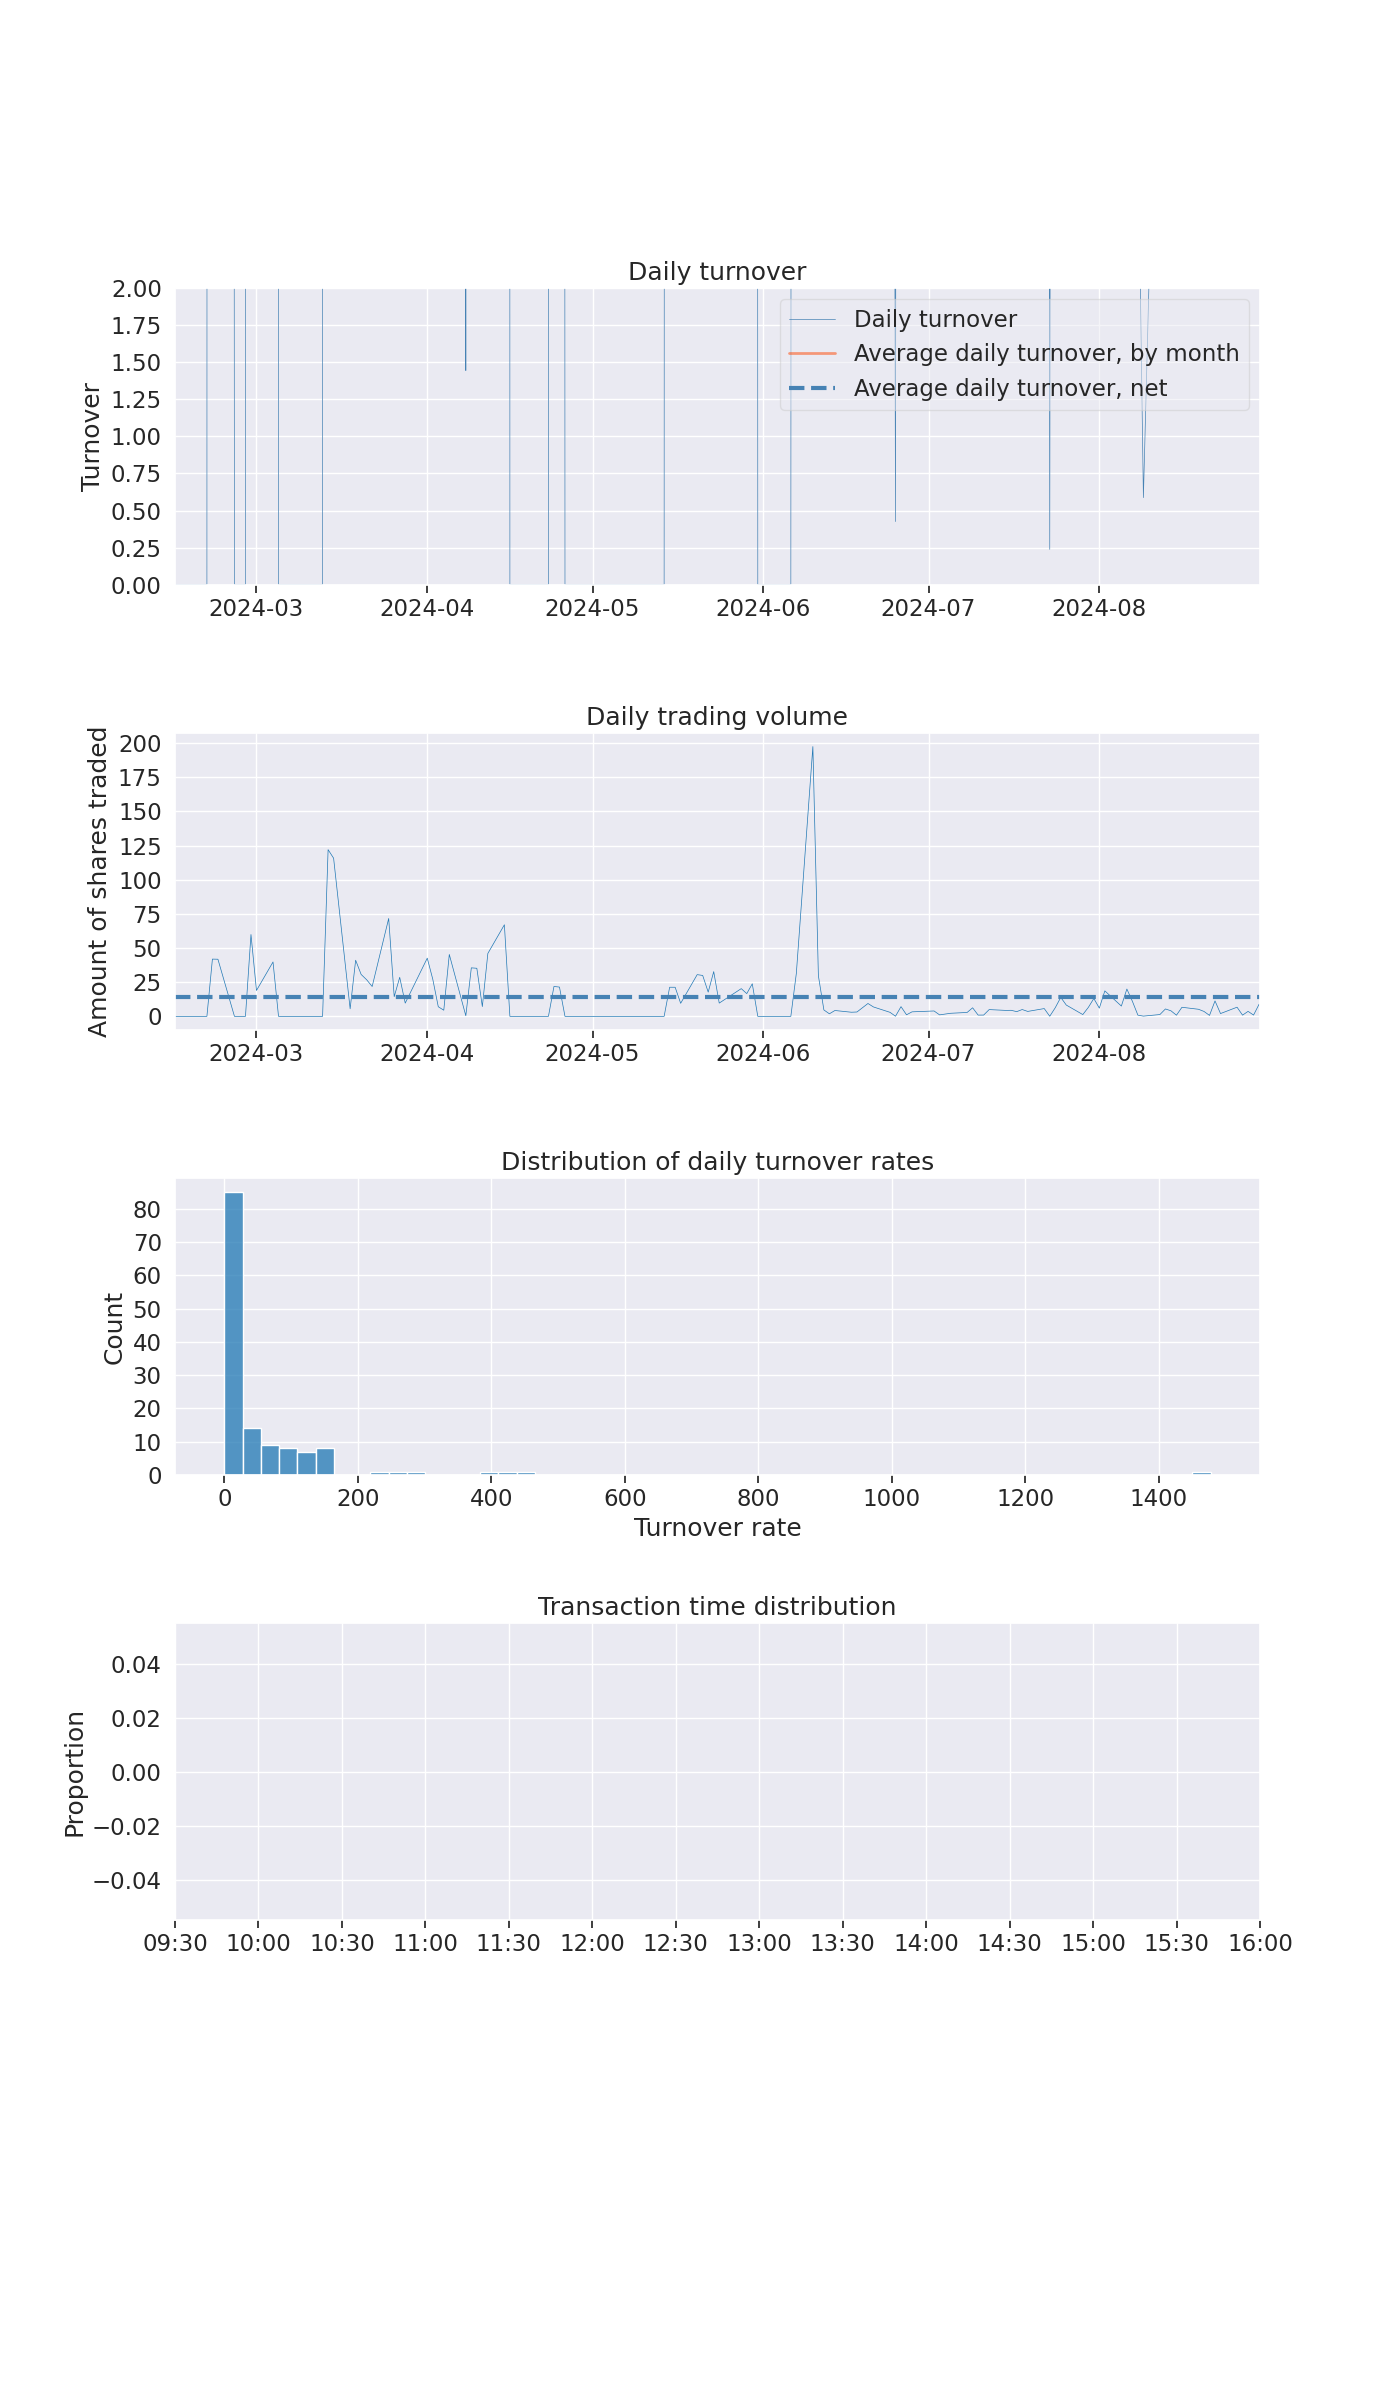 Daily turnover
2.00
1.75
1.50
1.25
1.00
0.75
0.50
0.25
0.00
Turnover
Daily turnover
Average daily turnover, by month
Average daily turnover, net
2024-03 2024-04 2024-05 2024-06 2024-07 2024-08
Daily trading volume
200
175
150
125
100
75
50
25
0
Amount of shares traded
2024-03 2024-04 2024-05 2024-06 2024-07 2024-08
Distribution of daily turnover rates
80
70
60
50
40
30
20
10
0
Count
0 200 400 600 800 1000 1200 1400
Turnover rate
Transaction time distribution
0.04
0.02
0.00
−0.02
−0.04
Proportion
09:30 10:00 10:30 11:00 11:30 12:00 12:30 13:00 13:30 14:00 14:30 15:00 15:30 16:00